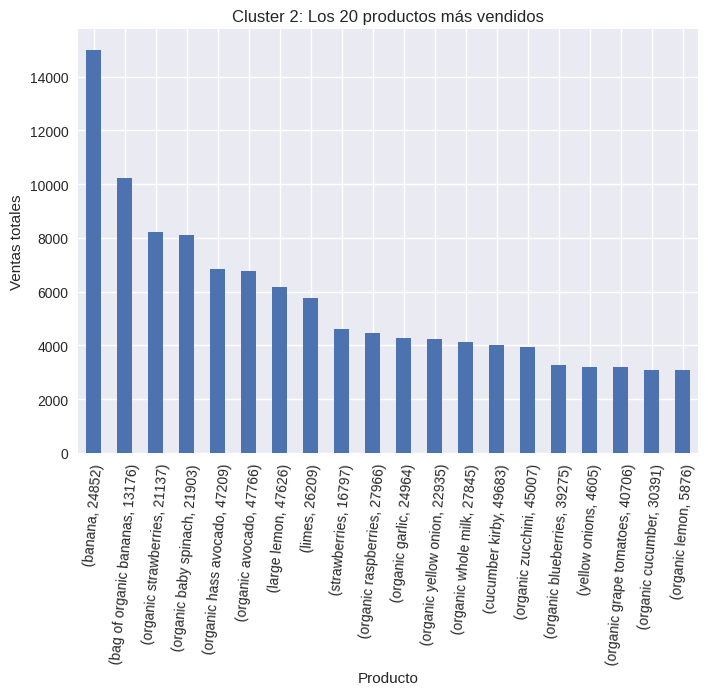 Cluster 2: Los 20 productos más vendidos
Ventas totales
14000
12000
10000
8000
6000
4000
2000
0
(banana, 24852)
(bag of organic bananas, 13176)
(organic strawberries, 21137)
(organic baby spinach, 21903)
(organic hass avocado, 47209)
(organic avocado, 47766)
(large lemon, 47626)
(limes, 26209)
(strawberries, 16797)
(organic raspberries, 27966)
(organic garlic, 24964)
(organic yellow onion, 22935)
(organic whole milk, 27845)
(cucumber kirby, 49683)
(organic zucchini, 45007)
(organic blueberries, 39275)
(yellow onions, 4605)
(organic grape tomatoes, 40706)
(organic cucumber, 30391)
(organic lemon, 5876)
Producto